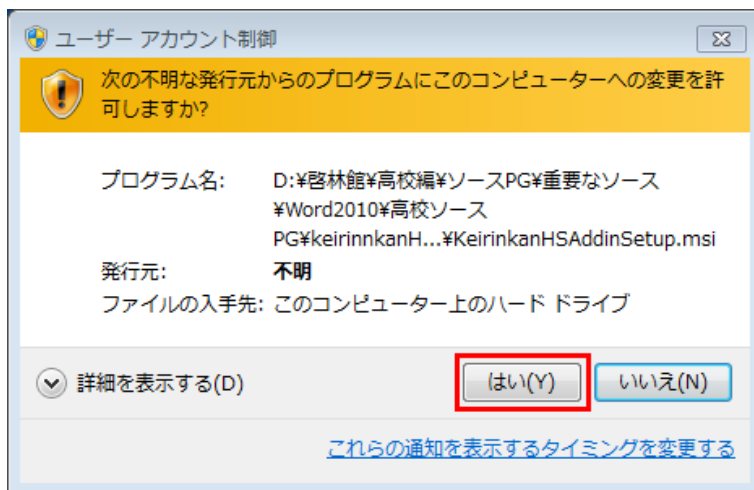 ユーザー アカウント制御
次の不明な発行元からのプログラムにこのコンピューターへの変更を許
可しますか?
プログラム名: D:¥啓林館¥高校編¥ソースPG¥重要なソース
¥Word2010¥高校ソース
PG¥keirinnkanH...¥KeirinkanHSAddinSetup.msi
発行元: 不明
ファイルの入手先: このコンピューター上のハード ドライブ
詳細を表示する(D) はい(Y) いいえ(N)
これらの通知を表示するタイミングを変更する